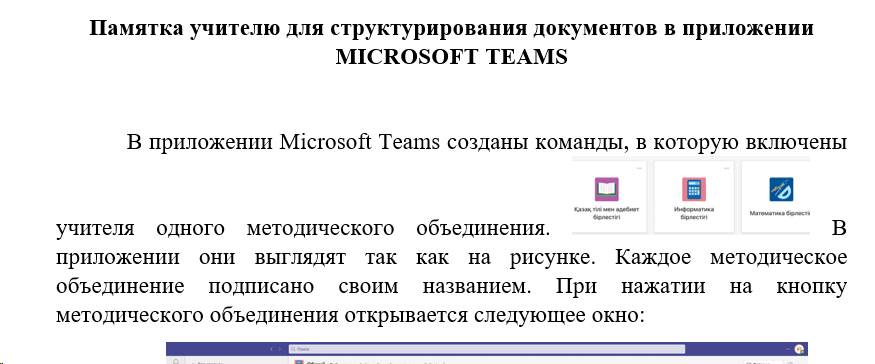 Памятка учителю для структурирования документов в приложении
MICROSOFT TEAMS
В приложении Microsoft Teams созданы команды, в которую включены
Қазақ тілі мен әдебиет
бірлестігі
Информатика
бірлестігі
Математика бірлесті
учителя одного методического объединения. В
приложении они выглядят так как на рисунке. Каждое методическое
объединение подписано своим названием. При нажатии на кнопку
методического объединения открывается следующее окно:
Поиск